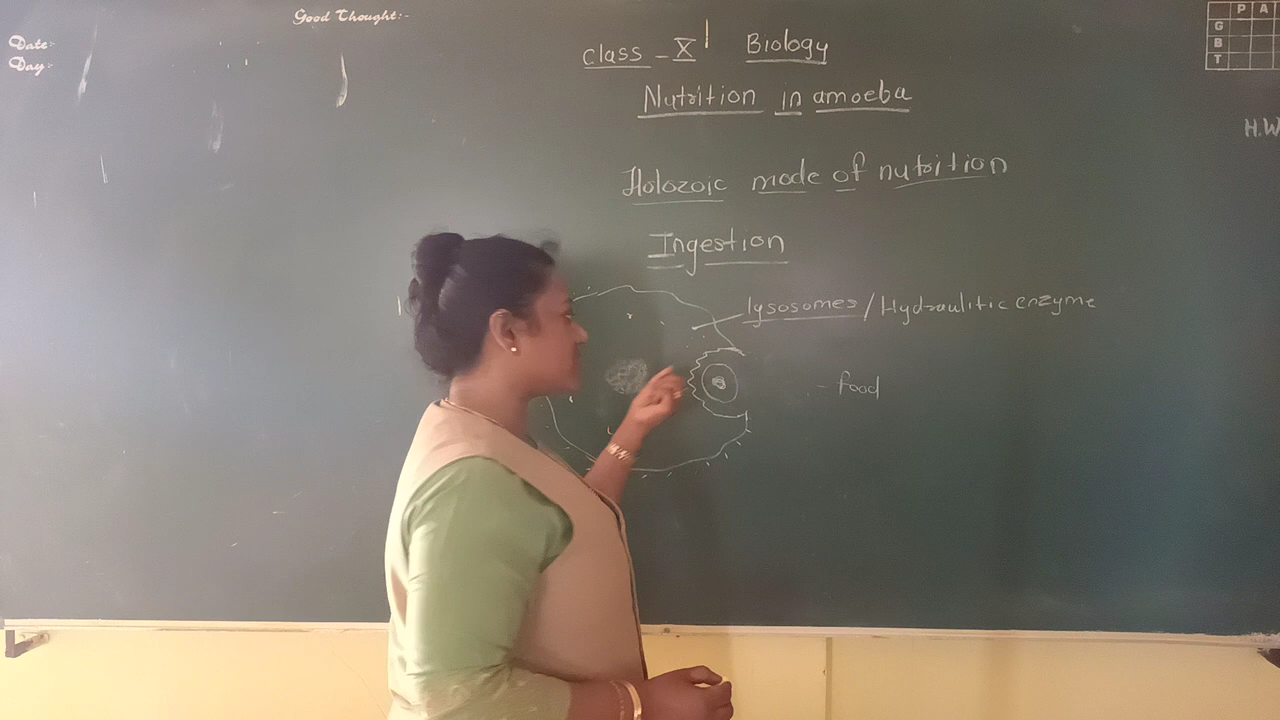 Good Thought:-
Date:-
Day:-
P A
G
B
T
Class - X Biology
Nutrition in amoeba
H.W
Holozoic mode of nutrition
Ingestion
lysosomes / Hydraulitic enzyme
- food